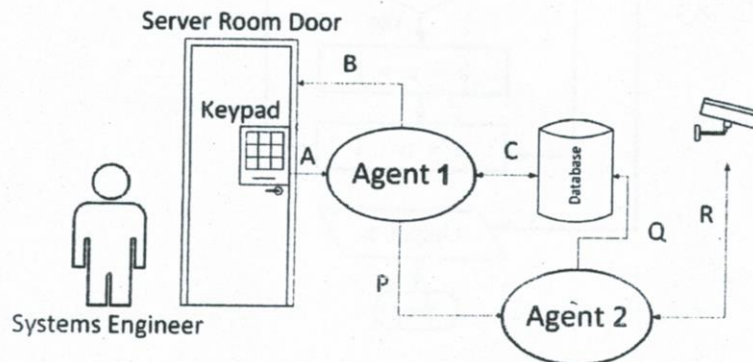 Server Room Door
B
Keypad
A
Agent 1
C
Database
R
Q
P
Agent 2
Systems Engineer